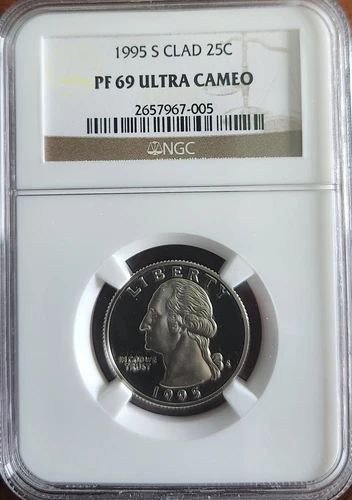 1995 S CLAD 25C
PF 69 ULTRA CAMEO
2657967-005
NGC
LIBERTY
IN GOD WE
TRUST
S
1995